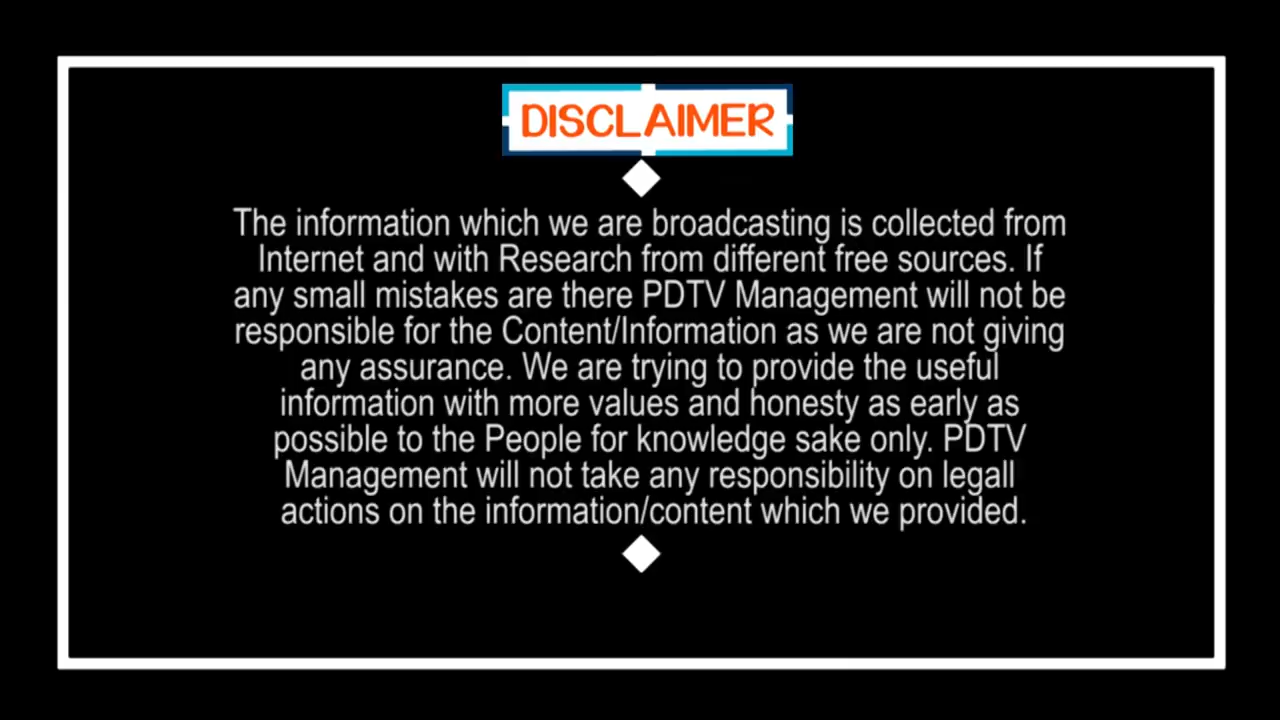 DISCLAIMER
The information which we are broadcasting is collected from
Internet and with Research from different free sources. If
any small mistakes are there PDTV Management will not be
responsible for the Content/Information as we are not giving
any assurance. We are trying to provide the useful
information with more values and honesty as early as
possible to the People for knowledge sake only. PDTV
Management will not take any responsibility on legall
actions on the information/content which we provided.